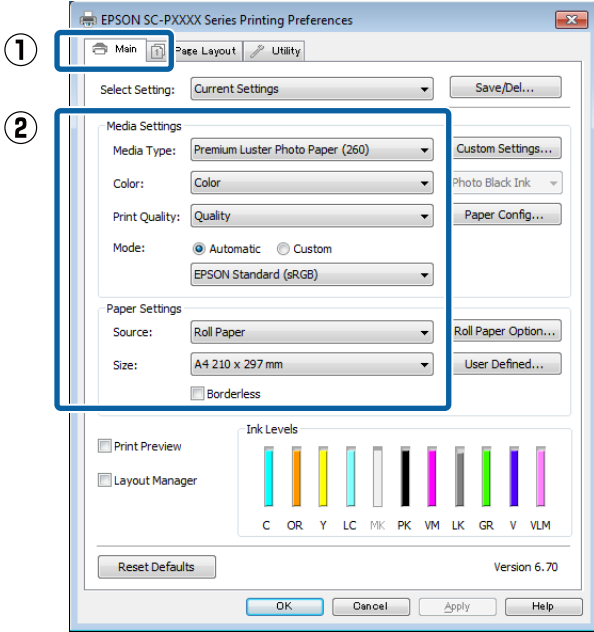 EPSON SC-PXXXX Series Printing Preferences
1 Main Page Layout Utility
Select Setting: Current Settings Save/Del...
2
Media Settings
Media Type: Premium Luster Photo Paper (260) Custom Settings...
Color: Color Photo Black Ink
Print Quality: Quality Paper Config...
Mode: Automatic Custom
EPSON Standard (sRGB)
Paper Settings
Source: Roll Paper Roll Paper Option...
Size: A4 210 x 297 mm User Defined...
Borderless
Ink Levels
Print Preview
Layout Manager
C OR Y LC MK PK VM LK GR V VLM
Reset Defaults Version 6.70
OK Cancel Apply Help